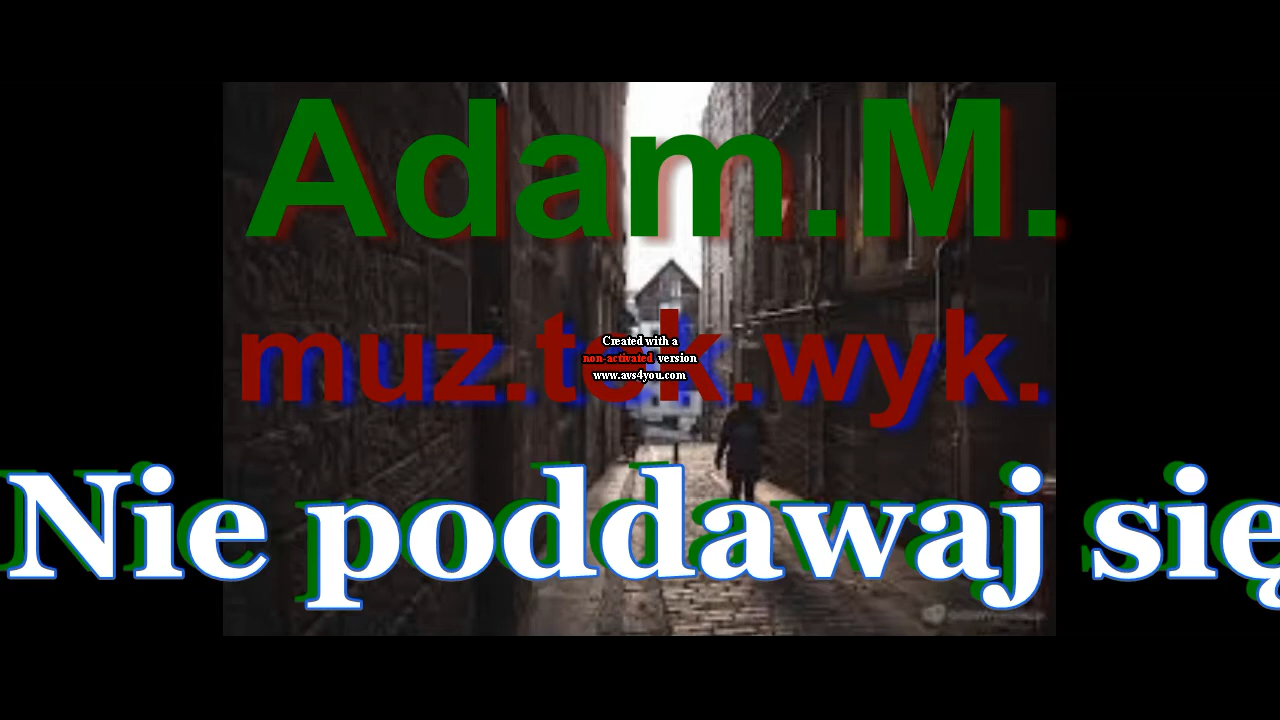 Adam.M.
muz.tek.wyk.
Created with a
non-activated version
www.avs4you.com
Nie poddawaj się